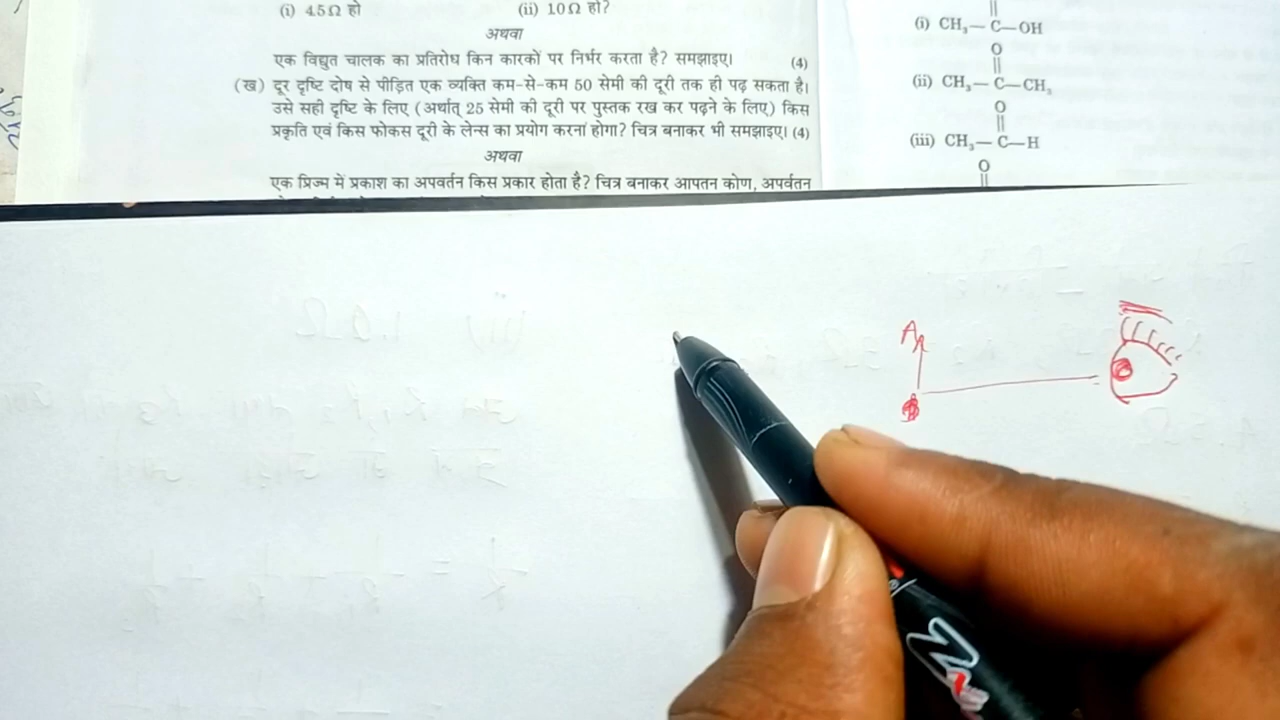 (i) 4.5Ω हो (ii) 10Ω हो?
अथवा
एक विद्युत चालक का प्रतिरोध किन कारकों पर निर्भर करता है? समझाइए। (4)
(ख) दूर दृष्टि दोष से पीड़ित एक व्यक्ति कम-से-कम 50 सेमी की दूरी तक ही पढ़ सकता है।
उसे सही दृष्टि के लिए (अर्थात् 25 सेमी की दूरी पर पुस्तक रख कर पढ़ने के लिए) किस
प्रकृति एवं किस फोकस दूरी के लेन्स का प्रयोग करना होगा? चित्र बनाकर भी समझाइए। (4)
अथवा
एक प्रिज्म में प्रकाश का अपवर्तन किस प्रकार होता है? चित्र बनाकर आपतन कोण, अपवर्तन
(i) CH₃—C—OH
O
(ii) CH₃—C—CH₃
O
(iii) CH₃—C—H
O
A